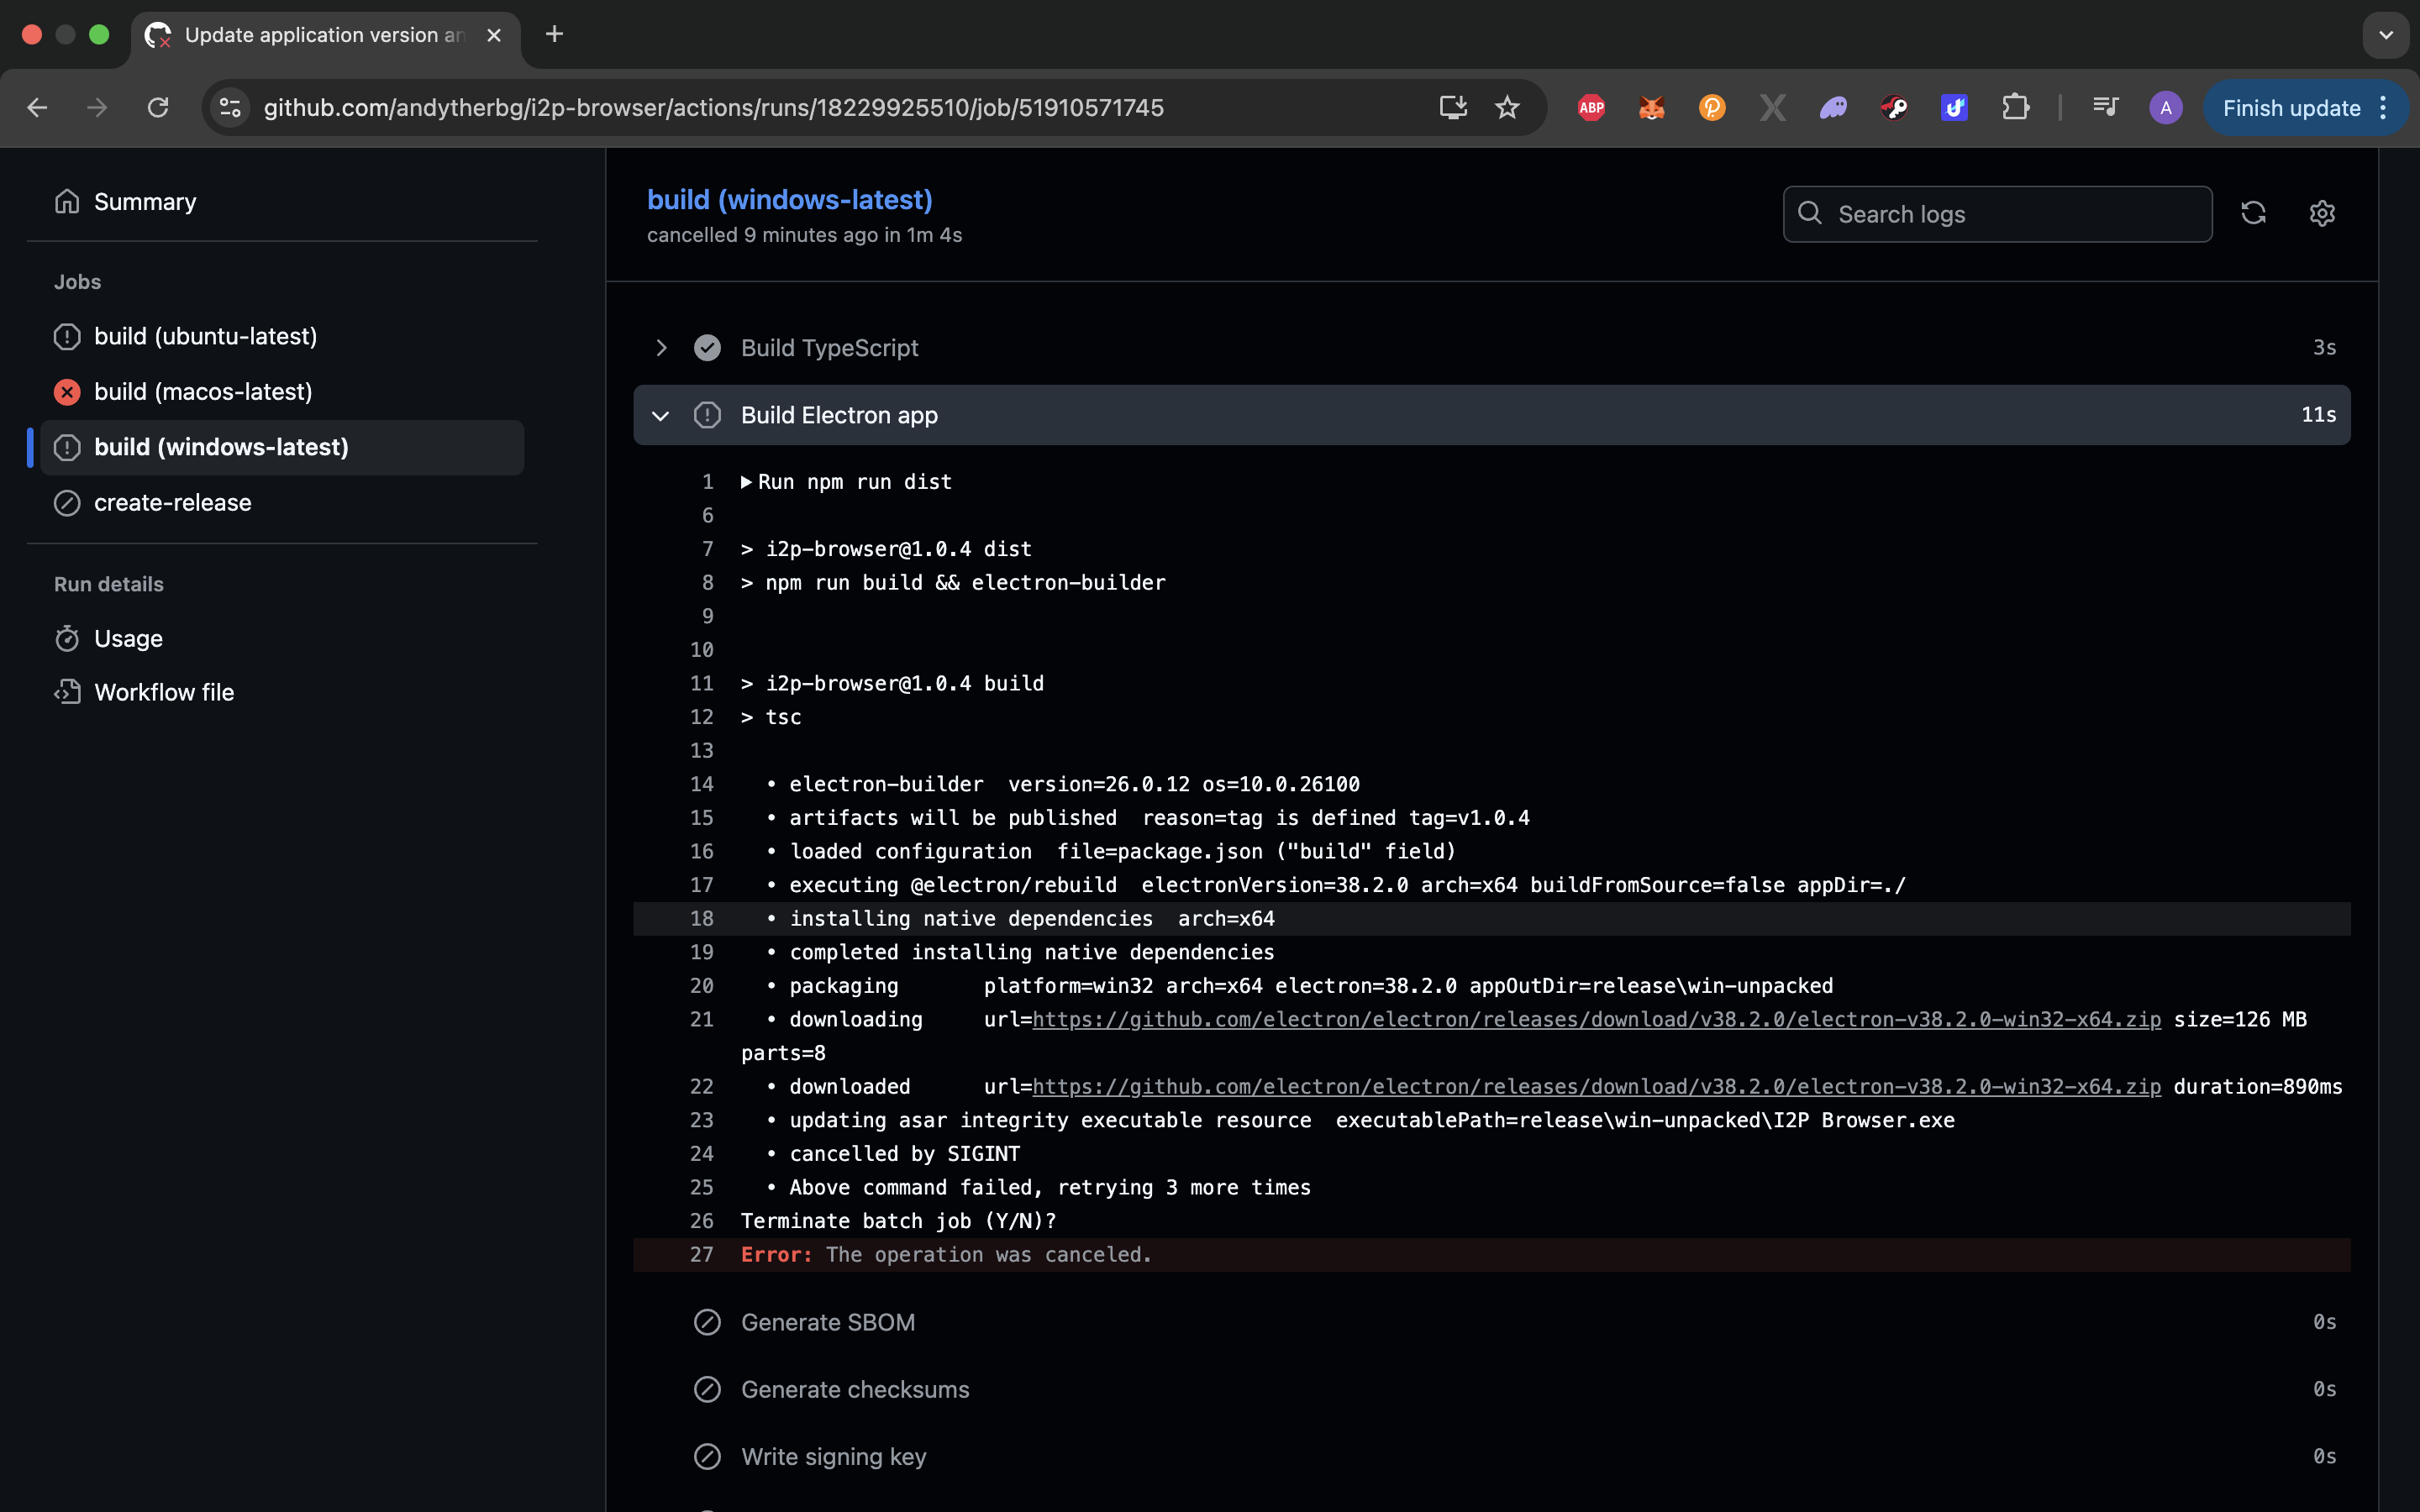 Update application version an
github.com/andytherbg/i2p-browser/actions/runs/18229925510/job/51910571745
ABP
A
Finish update
Summary
Jobs
build (ubuntu-latest)
build (macos-latest)
build (windows-latest)
create-release
Run details
Usage
Workflow file
build (windows-latest)
cancelled 9 minutes ago in 1m 4s
Search logs
Build TypeScript 3s
Build Electron app 11s
1 Run npm run dist
6
7 > i2p-browser@1.0.4 dist
8 > npm run build && electron-builder
9
10
11 > i2p-browser@1.0.4 build
12 > tsc
13
14 • electron-builder version=26.0.12 os=10.0.26100
15 • artifacts will be published reason=tag is defined tag=v1.0.4
16 • loaded configuration file=package.json ("build" field)
17 • executing @electron/rebuild electronVersion=38.2.0 arch=x64 buildFromSource=false appDir=./
18 • installing native dependencies arch=x64
19 • completed installing native dependencies
20 • packaging platform=win32 arch=x64 electron=38.2.0 appOutDir=release\win-unpacked
21 • downloading url=https://github.com/electron/electron/releases/download/v38.2.0/electron-v38.2.0-win32-x64.zip size=126 MB
parts=8
22 • downloaded url=https://github.com/electron/electron/releases/download/v38.2.0/electron-v38.2.0-win32-x64.zip duration=890ms
23 • updating asar integrity executable resource executablePath=release\win-unpacked\I2P Browser.exe
24 • cancelled by SIGINT
25 • Above command failed, retrying 3 more times
26 Terminate batch job (Y/N)?
27 Error: The operation was canceled.
Generate SBOM 0s
Generate checksums 0s
Write signing key 0s